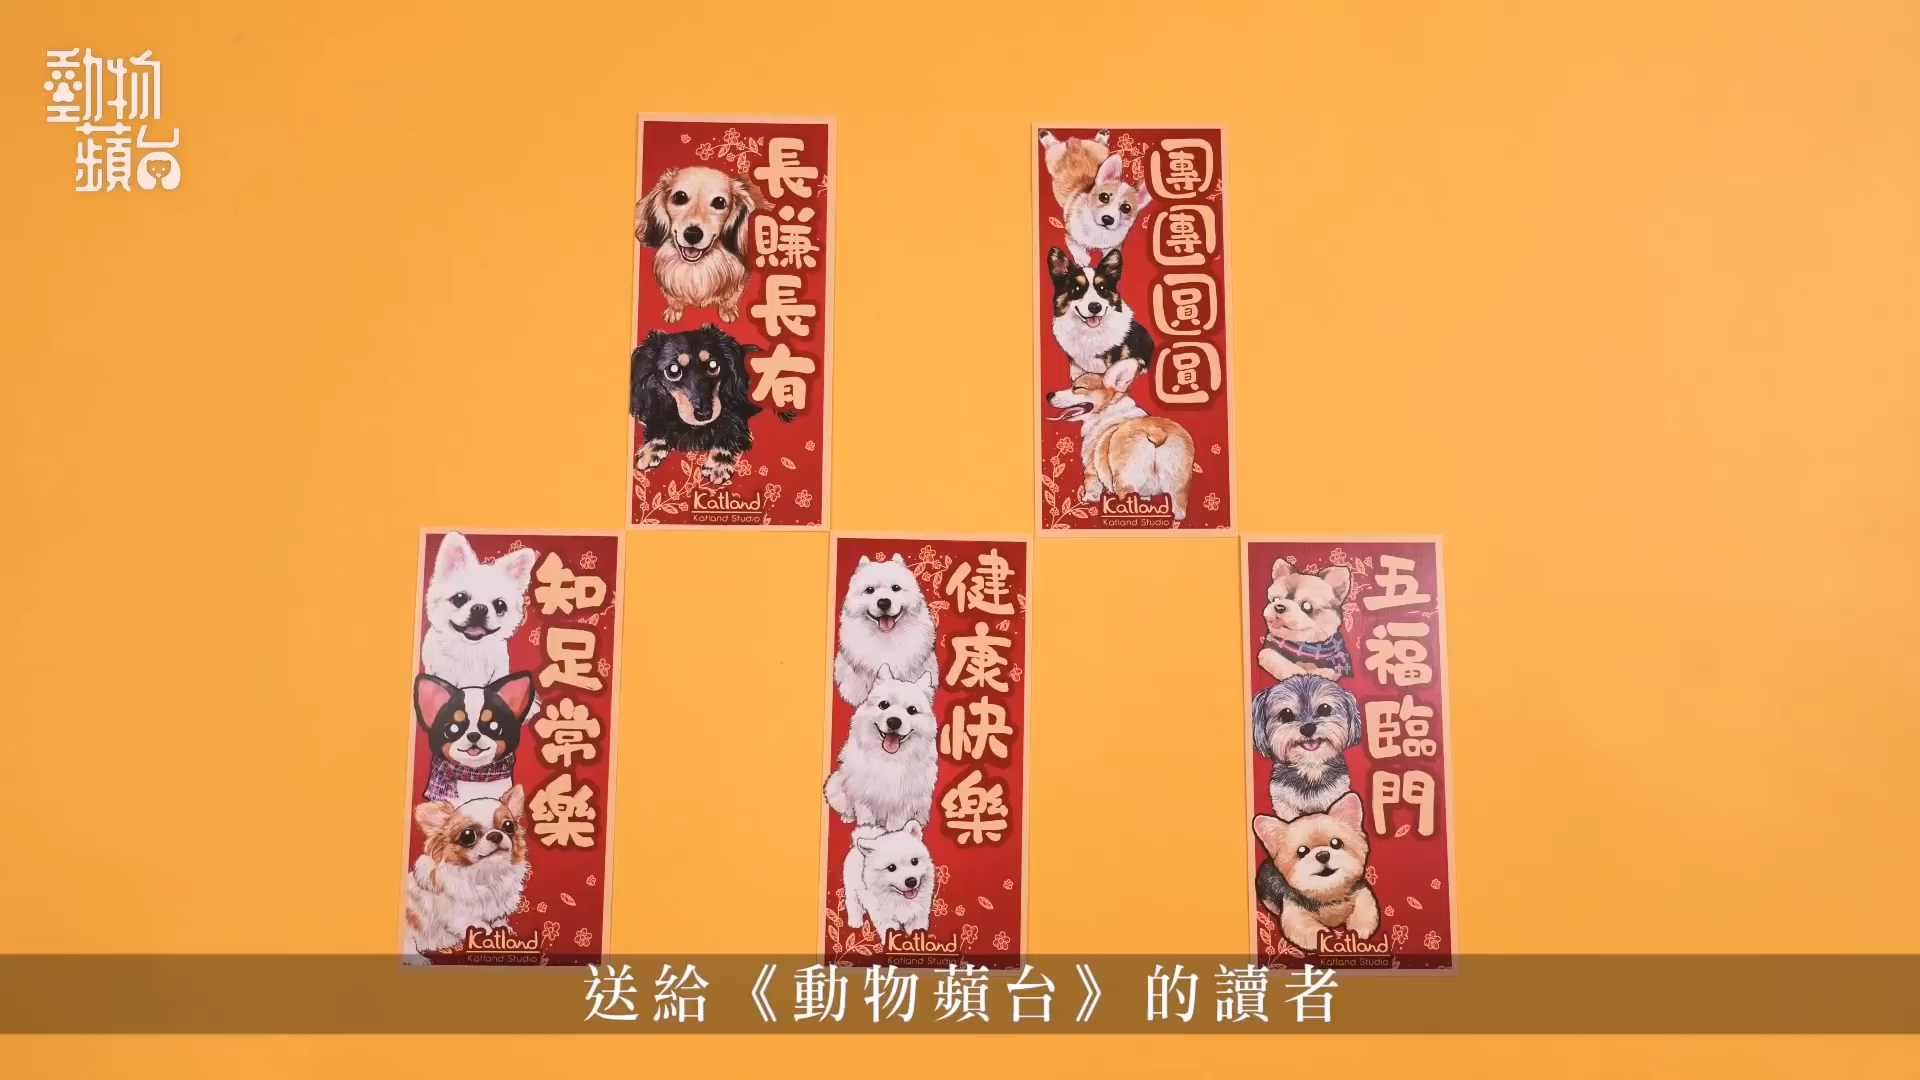 動物
蘋台
長賺長有
Katland
Katland Studio
團團圓圓
Katland
Katland Studio
知足常樂
Katland
Katland Studio
健康快樂
Katland
Katland Studio
五福臨門
Katland
Katland Studio
送給《動物蘋台》的讀者